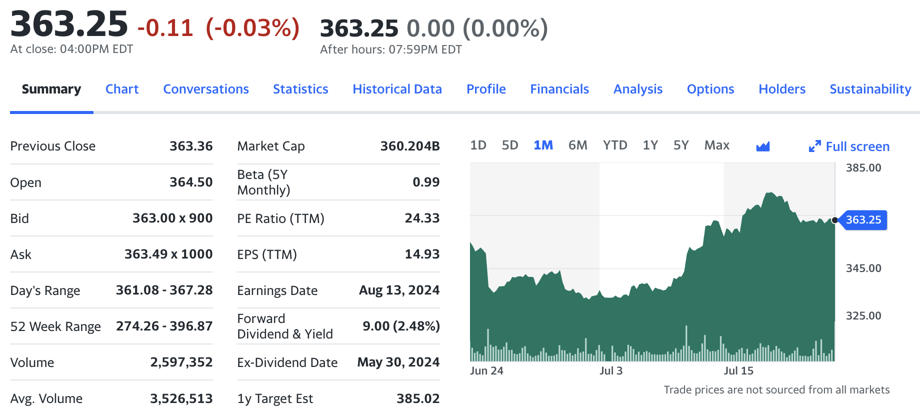 363.25 -0.11 (-0.03%) 363.25 0.00 (0.00%)
At close: 04:00PM EDT After hours: 07:59PM EDT
Summary Chart Conversations Statistics Historical Data Profile Financials Analysis Options Holders Sustainability
Previous Close 363.36
Open 364.50
Bid 363.00 x 900
Ask 363.49 x 1000
Day's Range 361.08 - 367.28
52 Week Range 274.26 - 396.87
Volume 2,597,352
Avg. Volume 3,526,513
Market Cap 360.204B
Beta (5Y
Monthly) 0.99
PE Ratio (TTM) 24.33
EPS (TTM) 14.93
Earnings Date Aug 13, 2024
Forward
Dividend & Yield 9.00 (2.48%)
Ex-Dividend Date May 30, 2024
1y Target Est 385.02
1D 5D 1M 6M YTD 1Y 5Y Max Full screen
385.00
363.25
345.00
325.00
Jun 24 Jul 3 Jul 15
Trade prices are not sourced from all markets